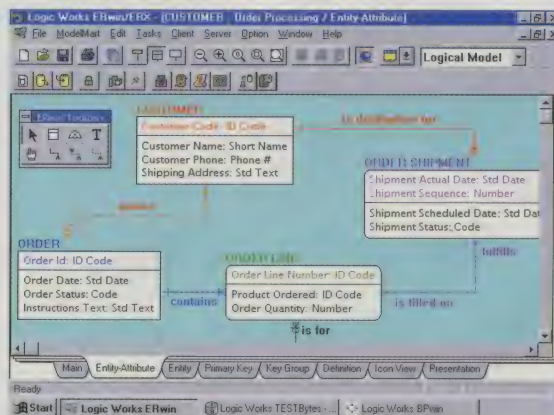 Logic Works ERwin/ERX - [CUSTOMER Order Processing / Entity-Attribute]
File ModelMart Edit Tasks Client Server Option Window Help
Logical Model
ERwin Toolbox
T
CUSTOMER
Customer Code: ID Code
Customer Name: Short Name
Customer Phone: Phone #
Shipping Address: Std Text
is destination for
ORDER SHIPMENT
Shipment Actual Date: Std Date
Shipment Sequence: Number
Shipment Scheduled Date: Std Dat
Shipment Status: Code
ORDER
Order Id: ID Code
Order Date: Std Date
Order Status: Code
Instructions Text: Std Text
contains
ORDER LINE
Order Line Number: ID Code
Product Ordered: ID Code
Order Quantity: Number
is filled on
fulfills
is for
Main Entity-Attribute Entity Primary Key Key Group Definition Icon View Presentation
Ready
Start Logic Works ERwin Logic Works TESTBytes - ... Logic Works BPwin